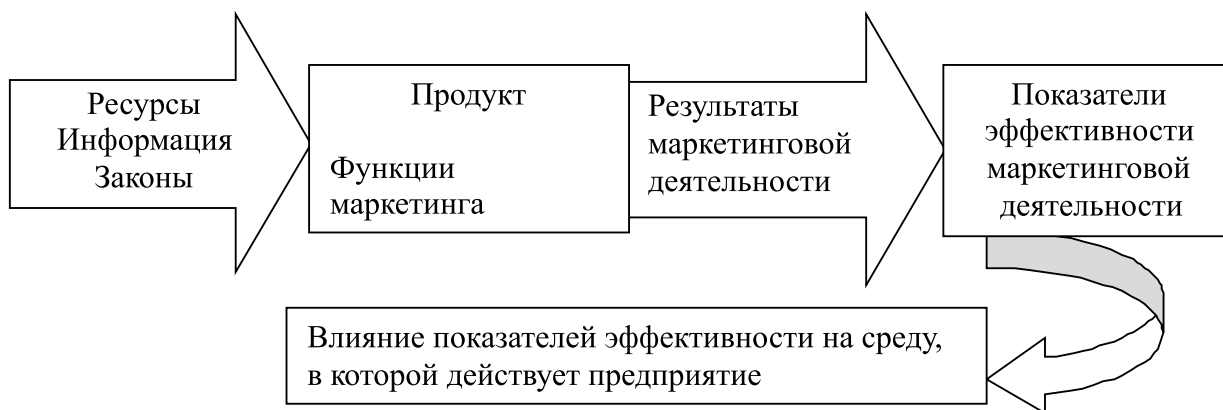 Ресурсы
Информация
Законы
Продукт
Функции
маркетинга
Результаты
маркетинговой
деятельности
Показатели
эффективности
маркетинговой
деятельности
Влияние показателей эффективности на среду,
в которой действует предприятие